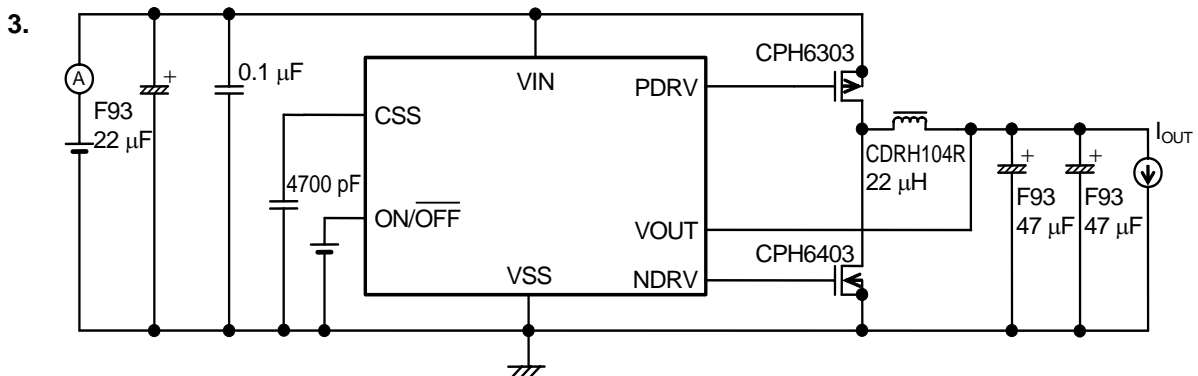 3.
A
F93
22 μF
0.1 μF
4700 pF
VIN
CSS
ON/OFF
VSS
PDRV
VOUT
NDRV
CPH6303
CDRH104R
22 μH
CPH6403
+
+
+
F93
47 μF
F93
47 μF
IOUT